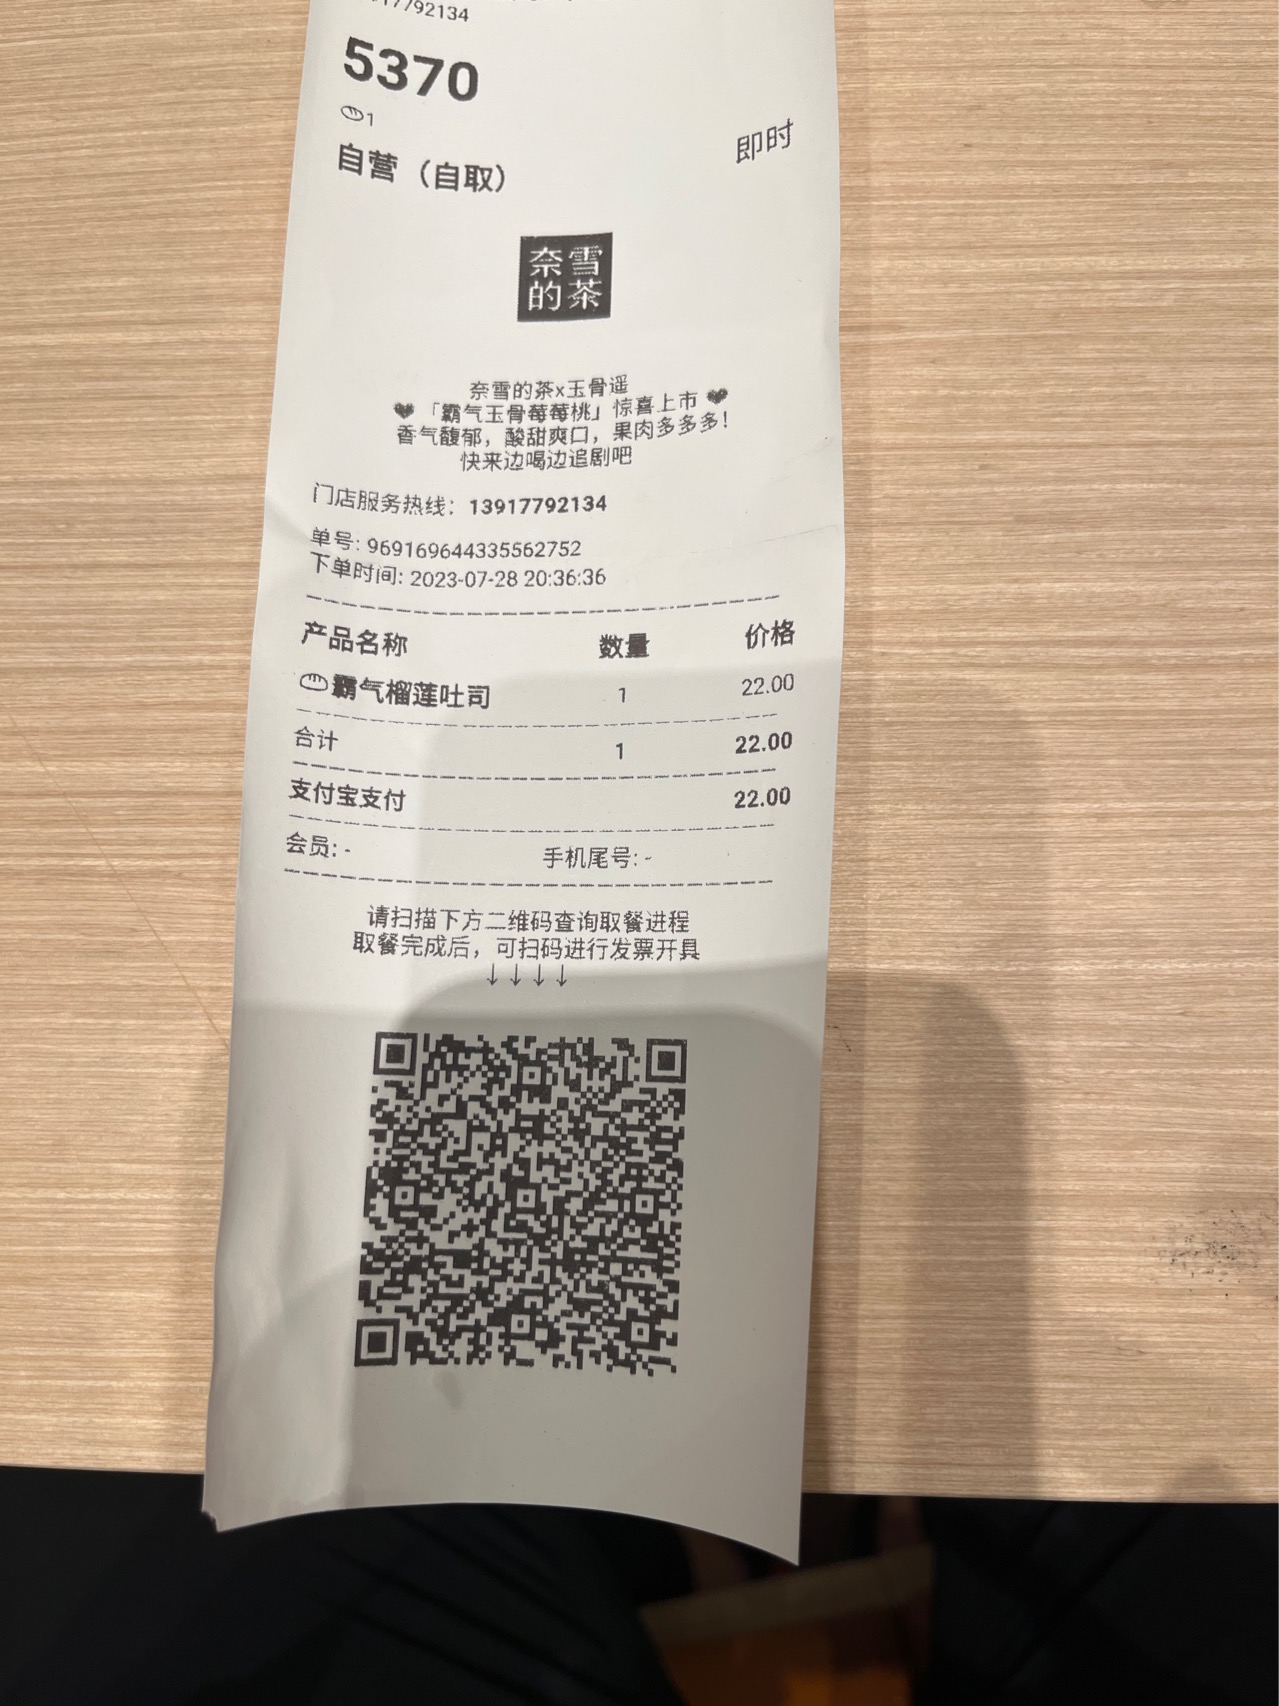 17792134
5370
1
即时
自营（自取）
奈雪
的茶
奈雪的茶x玉骨遥
「霸气玉骨莓莓桃」惊喜上市
香气馥郁，酸甜爽口，果肉多多多！
快来边喝边追剧吧
门店服务热线：13917792134
单号: 969169644335562752
下单时间: 2023-07-28 20:36:36
产品名称 数量 价格
霸气榴莲吐司 1 22.00
合计 1 22.00
支付宝支付 22.00
会员: - 手机尾号: -
请扫描下方二维码查询取餐进程
取餐完成后，可扫码进行发票开具
↓↓↓↓